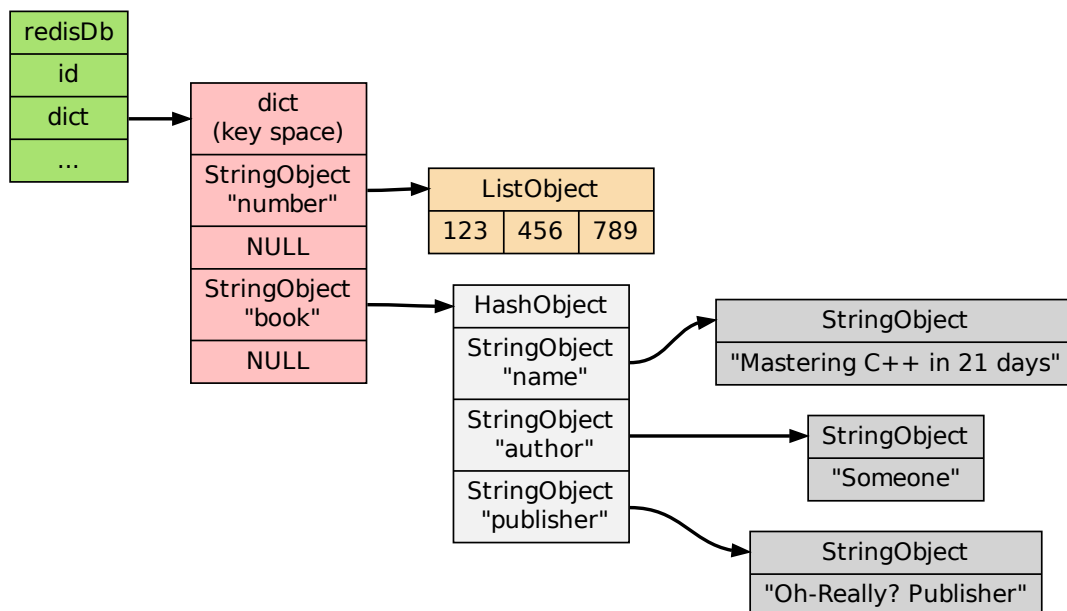 redisDb
id
dict
...
dict
(key space)
StringObject
"number"
NULL
StringObject
"book"
NULL
ListObject
123
456
789
HashObject
StringObject
"name"
StringObject
"author"
StringObject
"publisher"
StringObject
"Mastering C++ in 21 days"
StringObject
"Someone"
StringObject
"Oh-Really? Publisher"